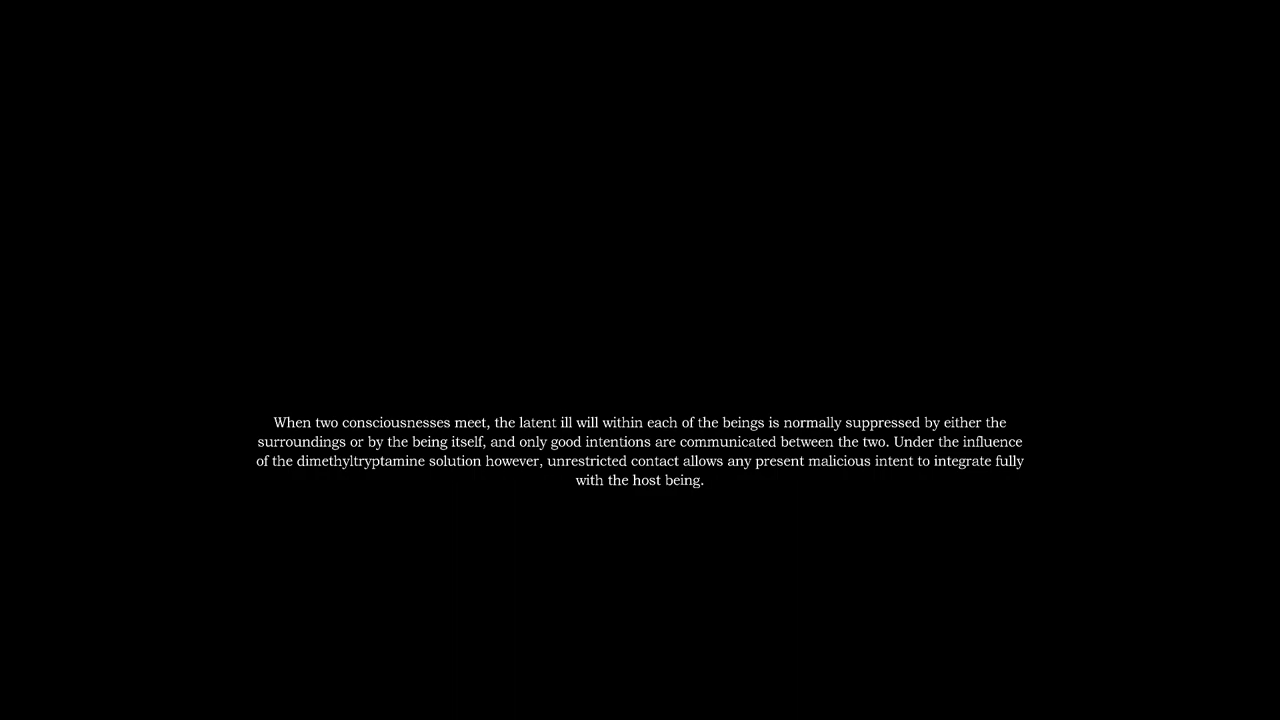 When two consciousnesses meet, the latent ill will within each of the beings is normally suppressed by either the
surroundings or by the being itself, and only good intentions are communicated between the two. Under the influence
of the dimethyltryptamine solution however, unrestricted contact allows any present malicious intent to integrate fully
with the host being.